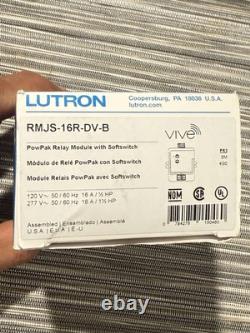 LUTRON
Coopersburg, PA 18036 U.S.A.
lutron.com
RMJS-16R-DV-B
vive
PowPak Relay Module with Softswitch
Módulo de Relé PowPak con Softswitch
Module Relais PowPak avec Softswitch
120 V~ 50 / 60 Hz 16 A / ½ HP
277 V~ 50 / 60 Hz 16 A / 1½ HP
NOM
Assembled | Ensamblado | Assemblé
U.S.A. | E.U.A. | É.-U.